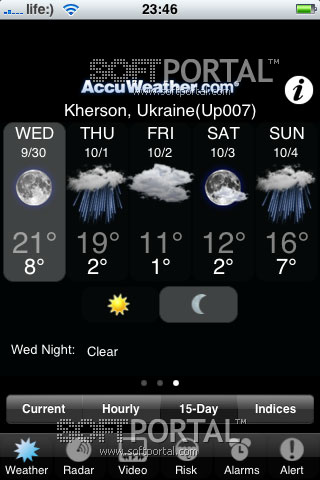 life:) 23:46
SOFTPORTAL™
www.softportal.com
AccuWeather.com®
Kherson, Ukraine(Up007)
WED THU FRI SAT SUN
9/30 10/1 10/2 10/3 10/4
21° 19° 11° 12° 16°
8° 2° 1° 2° 7°
Wed Night: Clear
Current Hourly 15-Day Indices
SOFTPORTAL™
www.softportal.com
Weather Radar Video Risk Alarms Alert